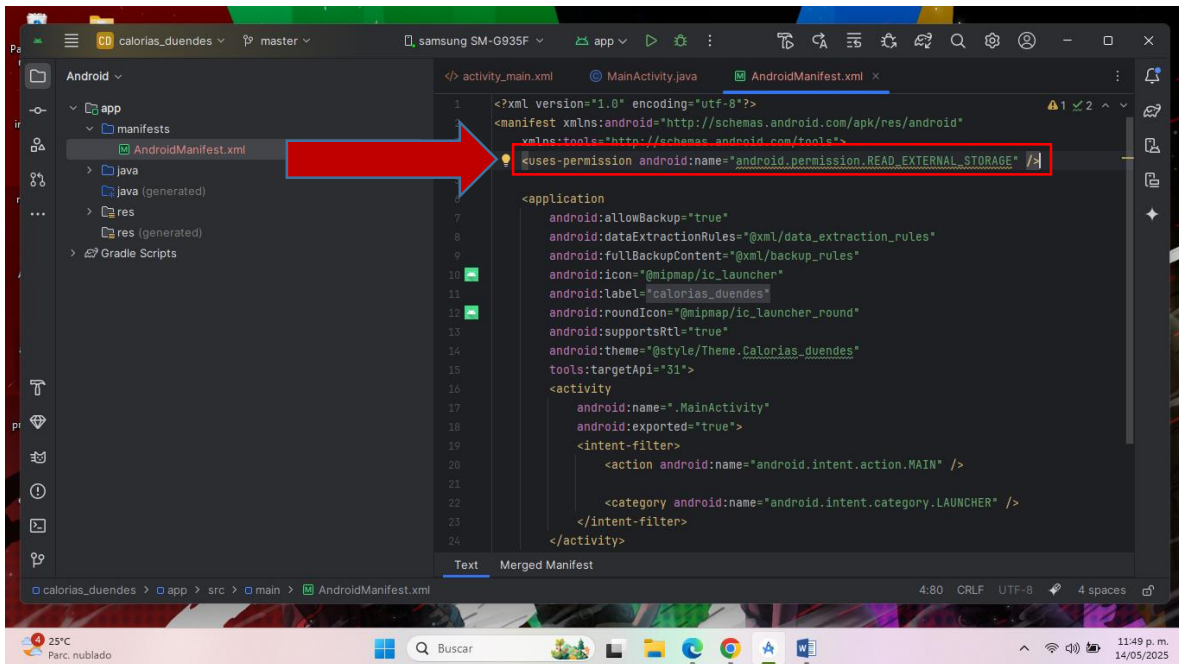 CD calorias_duendes
master
samsung SM-G935F
app
Android
activity_main.xml
MainActivity.java
AndroidManifest.xml
app
manifests
AndroidManifest.xml
java
java (generated)
res
res (generated)
Gradle Scripts
1 <?xml version="1.0" encoding="utf-8"?>
<manifest xmlns:android="http://schemas.android.com/apk/res/android"
xmlns:tools="http://schemas.android.com/tools">
<uses-permission android:name="android.permission.READ_EXTERNAL_STORAGE" />
6 <application
7 android:allowBackup="true"
8 android:dataExtractionRules="@xml/data_extraction_rules"
9 android:fullBackupContent="@xml/backup_rules"
10 android:icon="@mipmap/ic_launcher"
11 android:label="calorias_duendes"
12 android:roundIcon="@mipmap/ic_launcher_round"
13 android:supportsRtl="true"
14 android:theme="@style/Theme.Calorias_duendes"
15 tools:targetApi="31">
16 <activity
17 android:name=".MainActivity"
18 android:exported="true">
19 <intent-filter>
20 <action android:name="android.intent.action.MAIN" />
21
22 <category android:name="android.intent.category.LAUNCHER" />
23 </intent-filter>
24 </activity>
1 2
Text Merged Manifest
calorias_duendes > app > src > main > AndroidManifest.xml
4:80 CRLF UTF-8 4 spaces
4
25°C
Parc. nublado
Buscar
11:49 p. m.
14/05/2025